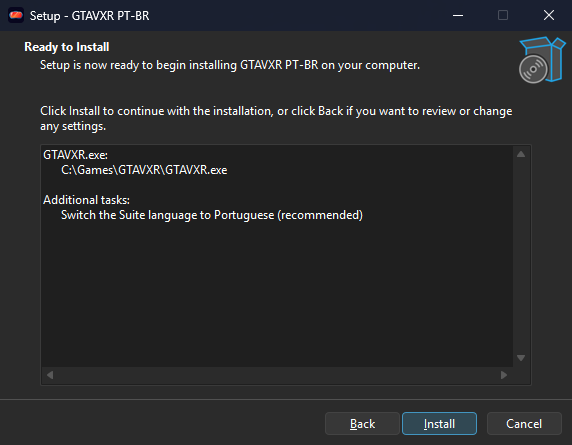 Setup - GTAVXR PT-BR
Ready to Install
Setup is now ready to begin installing GTAVXR PT-BR on your computer.
Click Install to continue with the installation, or click Back if you want to review or change
any settings.
GTAVXR.exe:
C:\Games\GTAVXR\GTAVXR.exe
Additional tasks:
Switch the Suite language to Portuguese (recommended)
Back
Install
Cancel